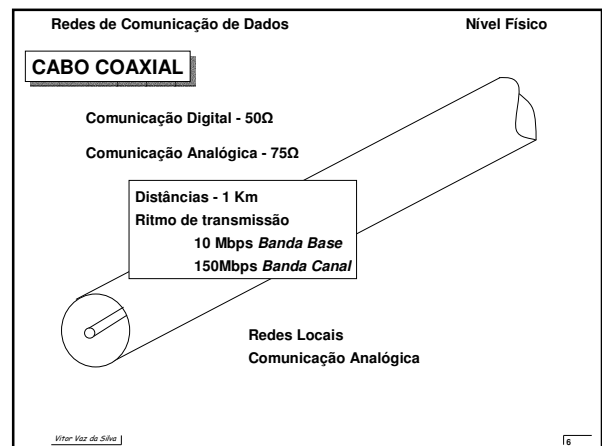 Redes de Comunicação de Dados Nível Físico
CABO COAXIAL
Comunicação Digital - 50Ω
Comunicação Analógica - 75Ω
Distâncias - 1 Km
Ritmo de transmissão
10 Mbps Banda Base
150Mbps Banda Canal
Redes Locais
Comunicação Analógica
Vitor Vaz da Silva 6